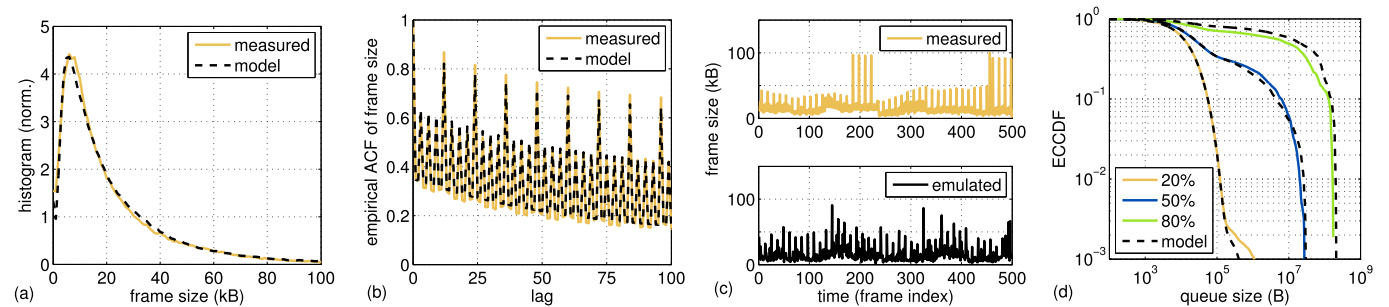 5
4
3
2
1
0
histogram (norm.)
measured
model
0 20 40 60 80 100
frame size (kB)
(a)
1
0.8
0.6
0.4
0.2
0
empirical ACF of frame size
measured
model
0 25 50 75 100
lag
(b)
frame size (kB)
100
0
measured
0 100 200 300 400 500
100
0
emulated
0 100 200 300 400 500
time (frame index)
(c)
10^0
10^-1
10^-2
10^-3
ECCDF
20%
50%
80%
model
10^3 10^5 10^7 10^9
queue size (B)
(d)